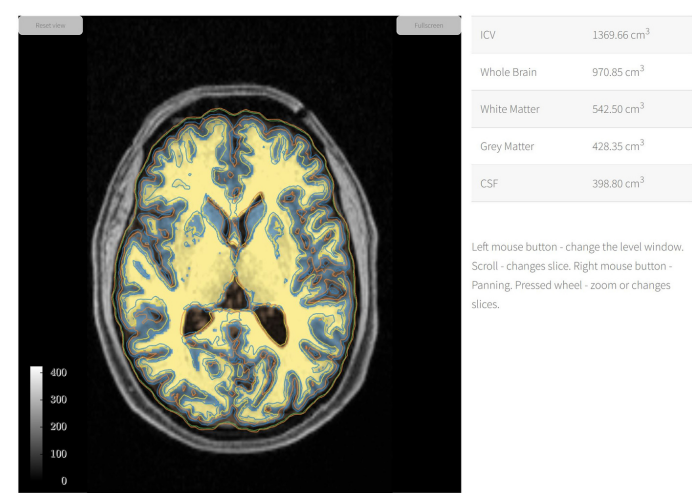 Reset view
Fullscreen
ICV 1369.66 cm³
Whole Brain 970.85 cm³
White Matter 542.50 cm³
Grey Matter 428.35 cm³
CSF 398.80 cm³
Left mouse button - change the level window.
Scroll - changes slice. Right mouse button -
Panning. Pressed wheel - zoom or changes
slices.
400
300
200
100
0